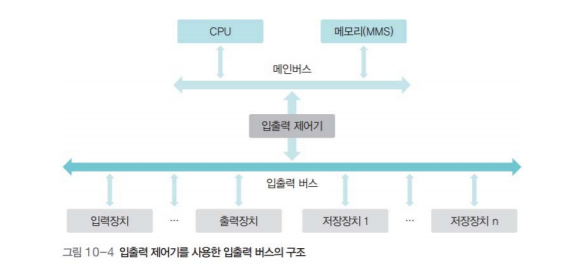 CPU
메모리(MMS)
메인버스
입출력 제어기
입출력 버스
입력장치 ... 출력장치 저장장치 1 ... 저장장치 n
그림 10-4 입출력 제어기를 사용한 입출력 버스의 구조